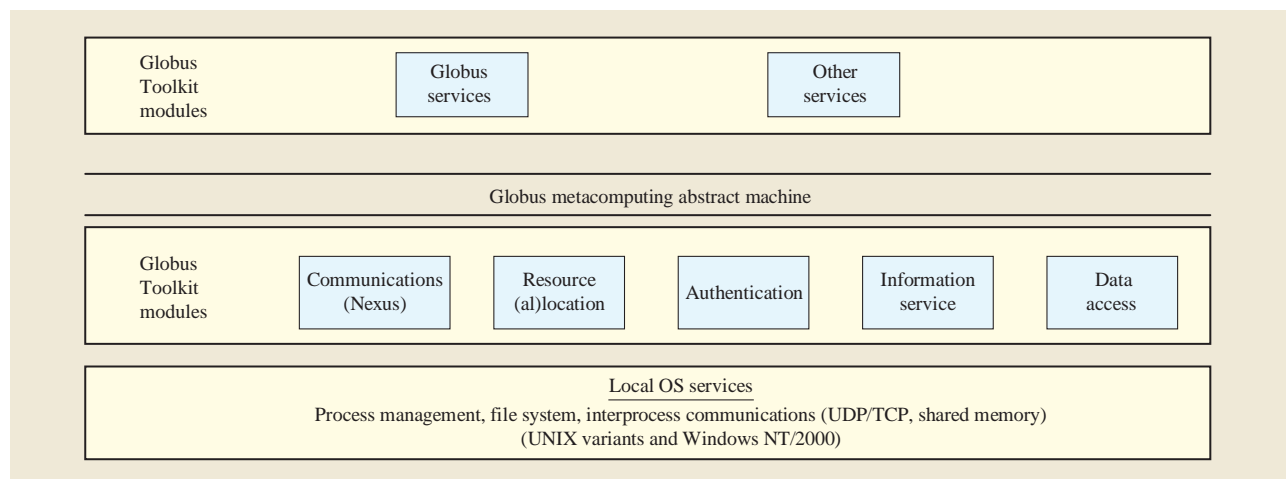 Globus
Toolkit
modules
Globus
services
Other
services
Globus metacomputing abstract machine
Globus
Toolkit
modules
Communications
(Nexus)
Resource
(al)location
Authentication
Information
service
Data
access
Local OS services
Process management, file system, interprocess communications (UDP/TCP, shared memory)
(UNIX variants and Windows NT/2000)